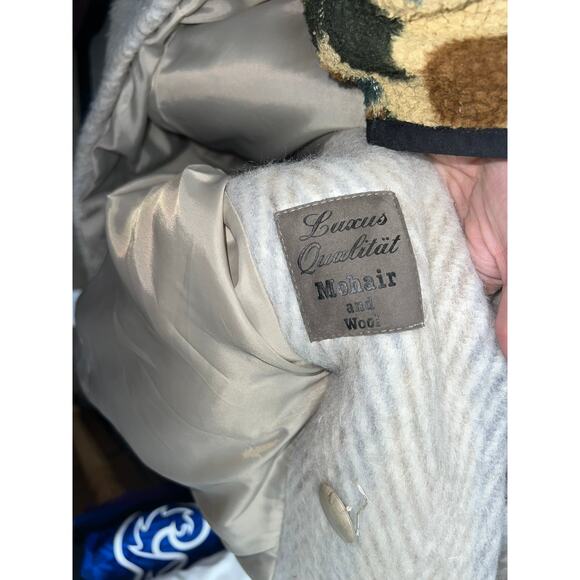 Luxus
Qualität
Mohair
and
Wool